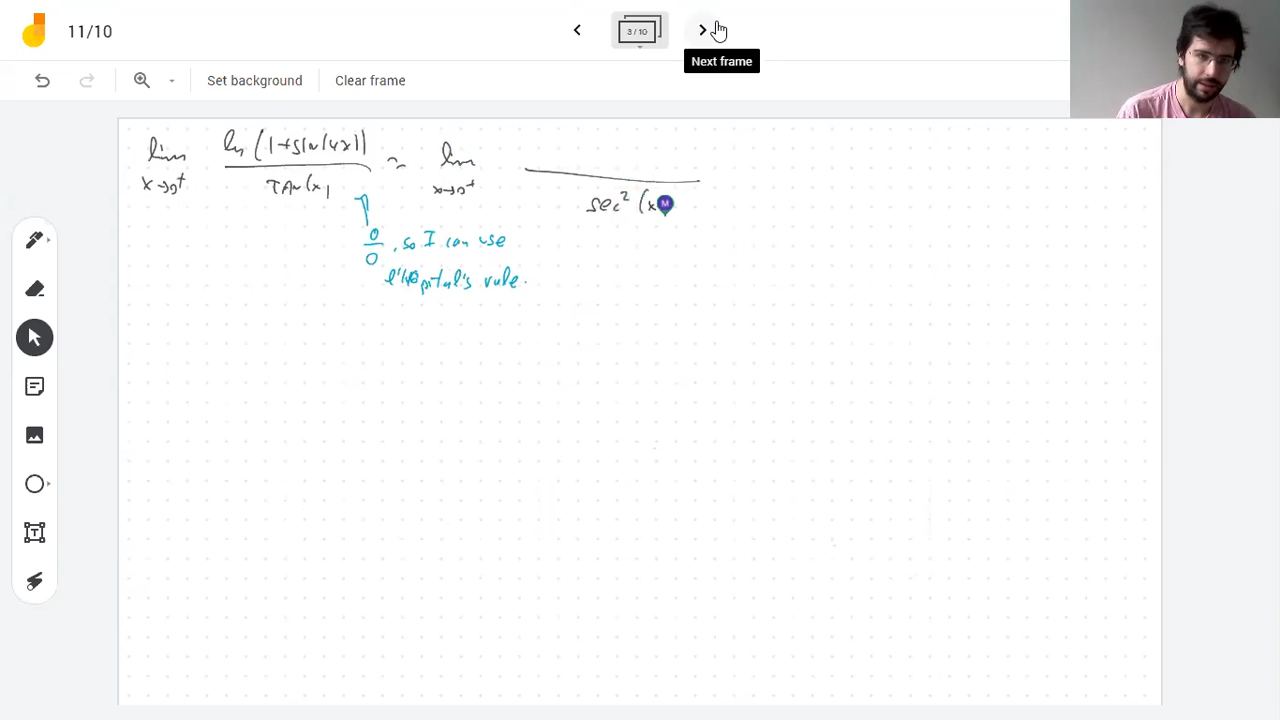 11/10
3 / 10
Next frame
Set background
Clear frame
lim x→0+ ln(1+sin(4x)) / TAN(x) = lim x→0+ / sec² (x
M
0/0, so I can use
l'Hopital's rule.